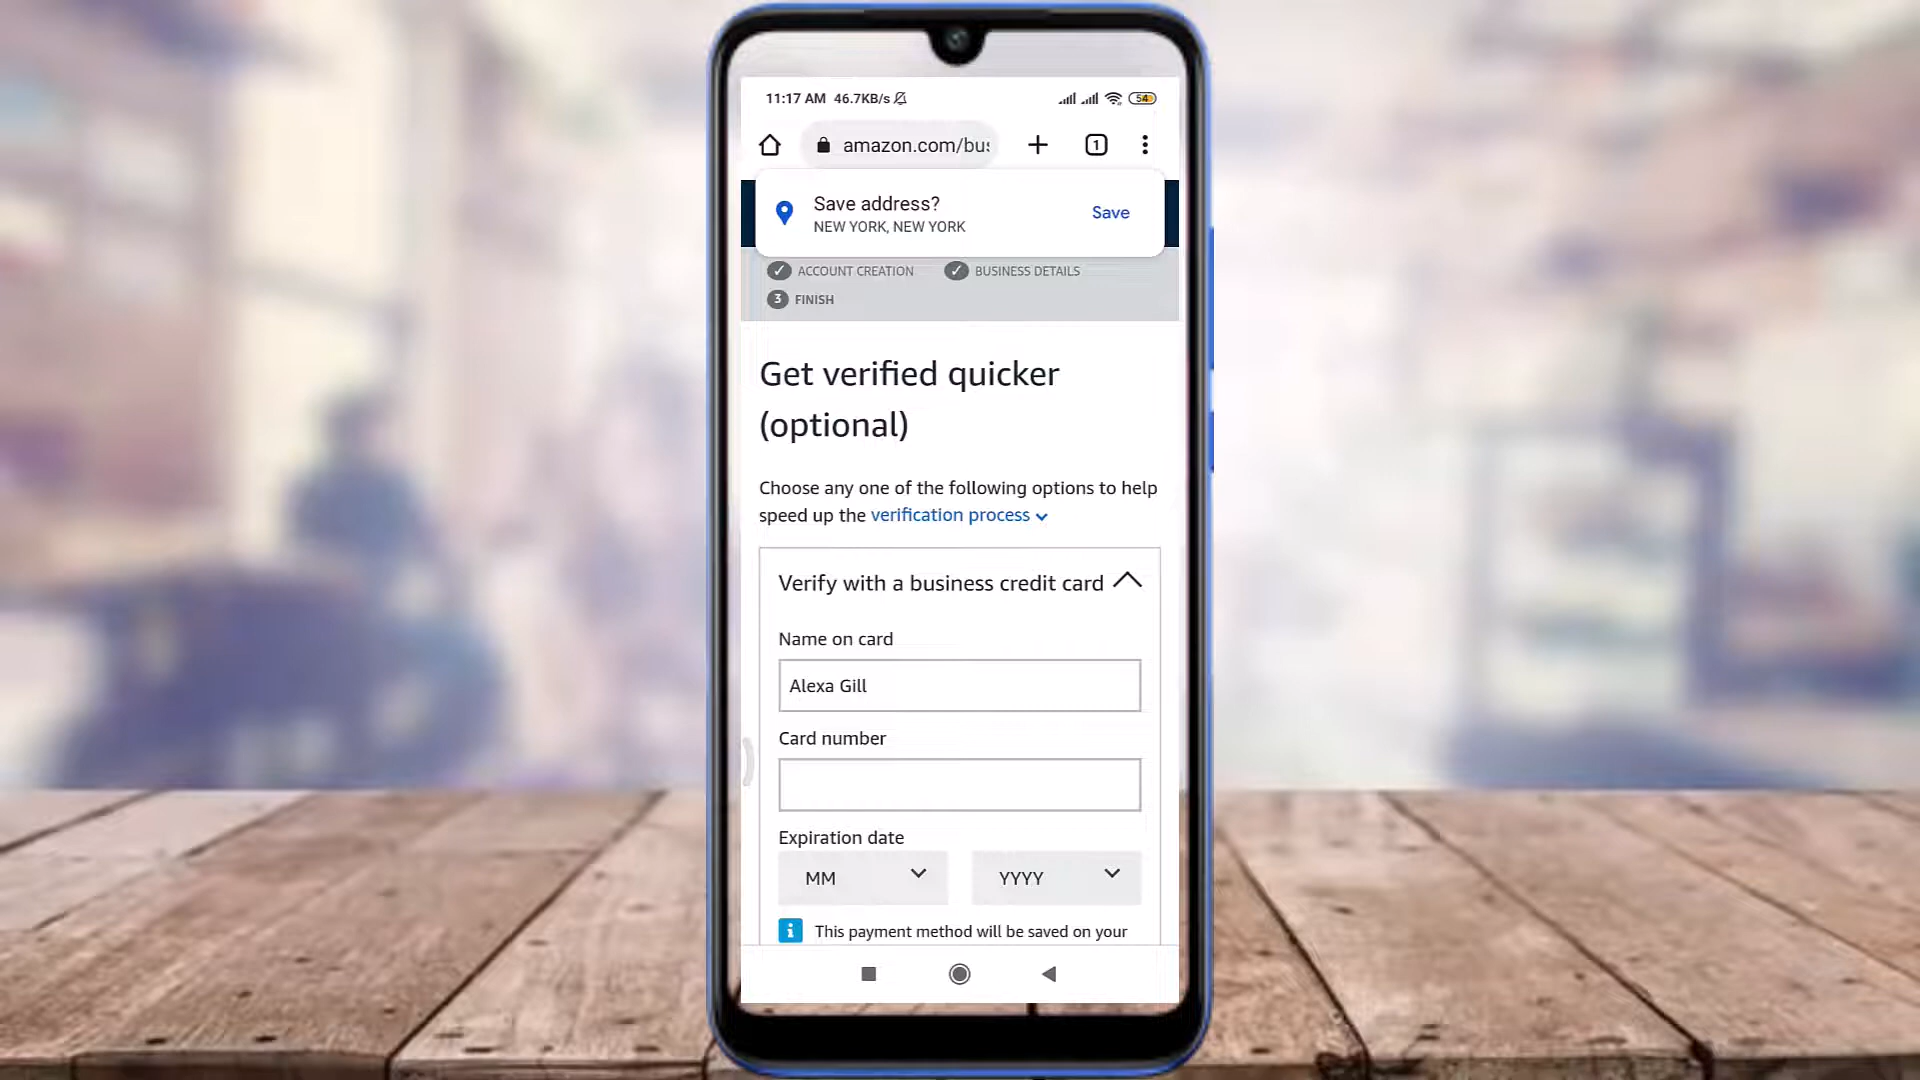 11:17 AM 46.7KB/s 54
amazon.com/bus
1
Save address?
NEW YORK, NEW YORK
Save
ACCOUNT CREATION BUSINESS DETAILS
3 FINISH
Get verified quicker
(optional)
Choose any one of the following options to help
speed up the verification process
Verify with a business credit card
Name on card
Alexa Gill
Card number
Expiration date
MM YYYY
This payment method will be saved on your